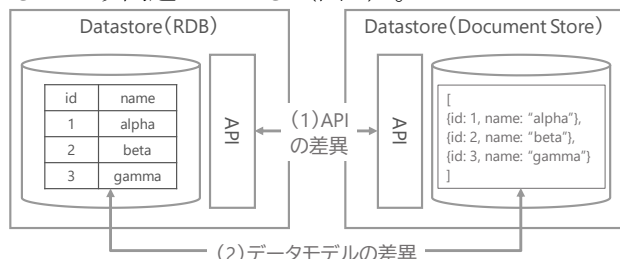 Datastore(RDB)
Datastore(Document Store)
id name
1 alpha
2 beta
3 gamma
API
(1)API
の差異
API
[
{id: 1, name: “alpha”},
{id: 2, name: “beta”},
{id: 3, name: “gamma”}
]
(2)データモデルの差異